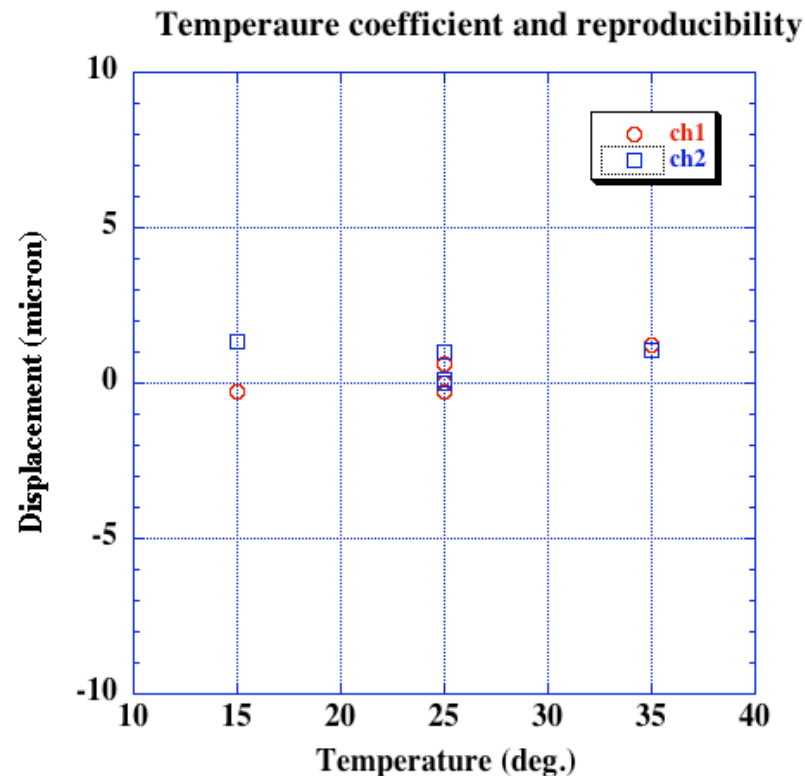 Temperaure coefficient and reproducibility
10
5
0
-5
-10
Displacement (micron)
ch1
ch2
10 15 20 25 30 35 40
Temperature (deg.)